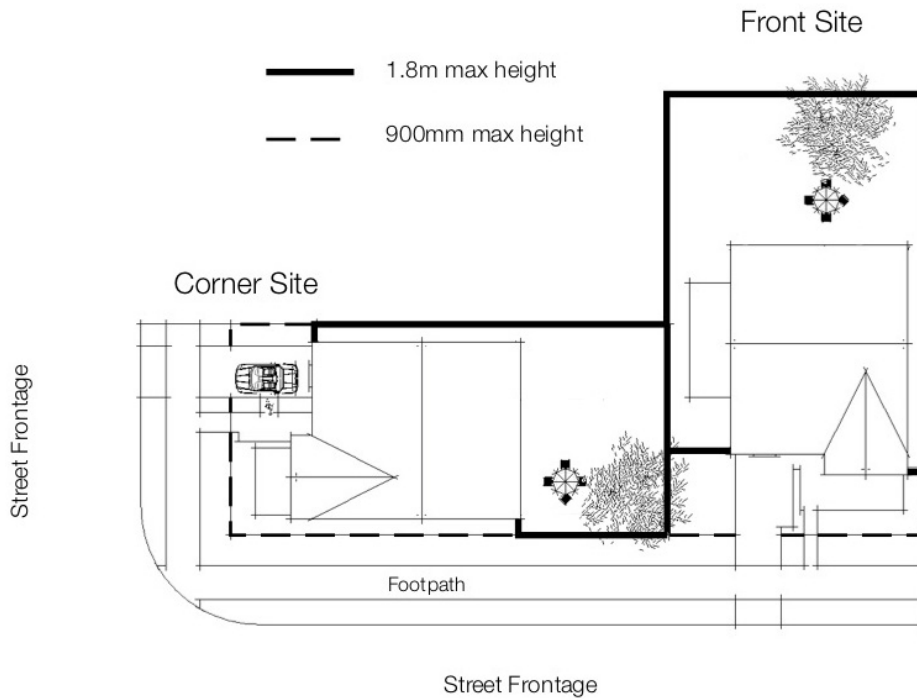 Front Site
1.8m max height
900mm max height
Corner Site
Street Frontage
Footpath
Street Frontage